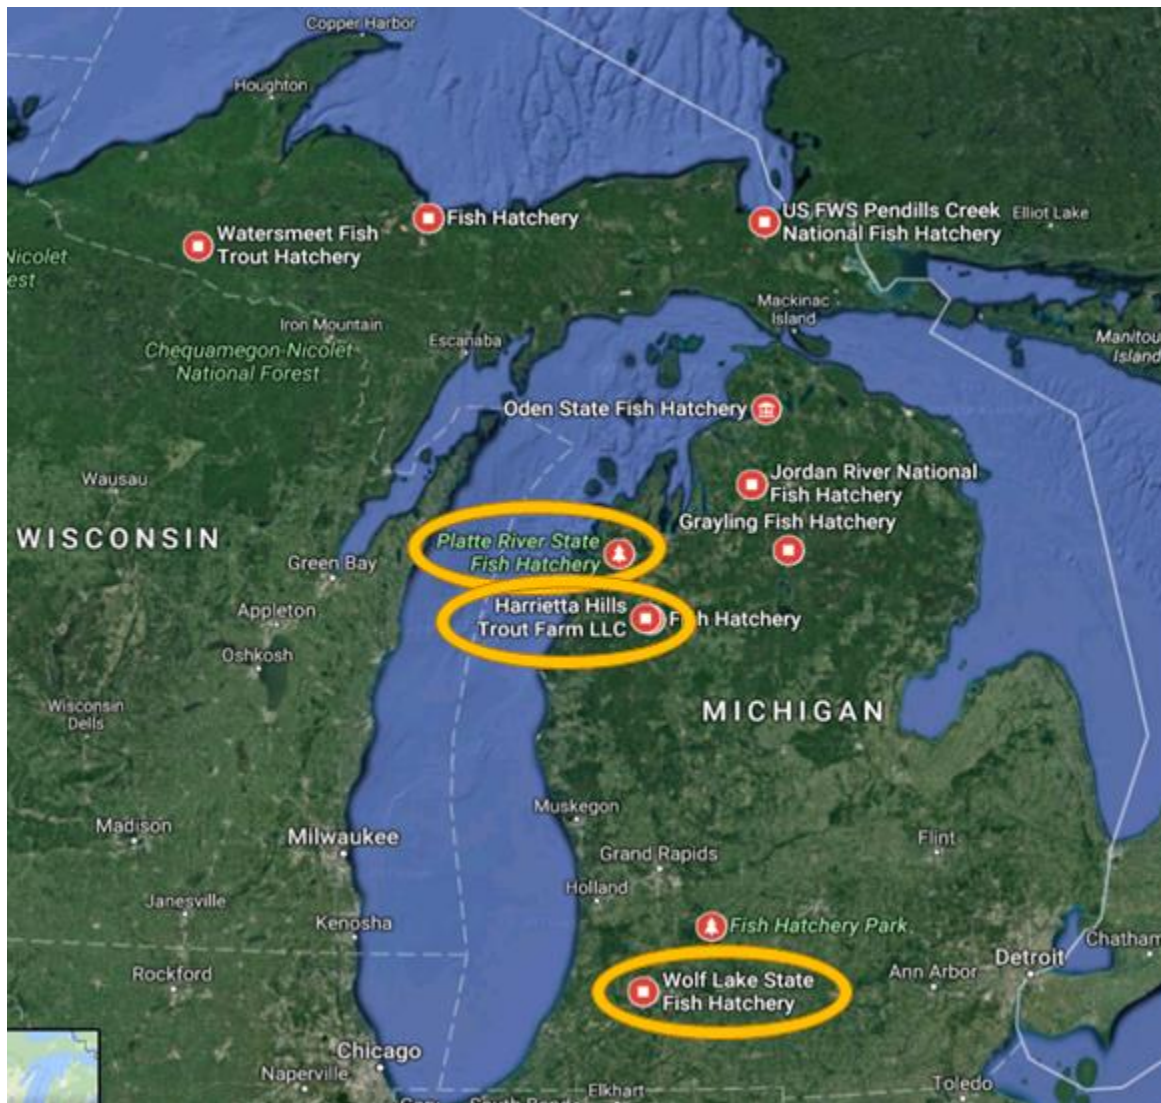 Copper Harbor
Houghton
Fish Hatchery
US FWS Pendills Creek
National Fish Hatchery
Elliot Lake
Watersmeet Fish
Trout Hatchery
Nicolet
est
Mackinac
Island
Iron Mountain
Escanaba
Manitou
Island
Chequamegon-Nicolet
National Forest
Oden State Fish Hatchery
Wausau
Jordan River National
Fish Hatchery
Grayling Fish Hatchery
WISCONSIN
Platte River State
Fish Hatchery
Green Bay
Appleton
Harrietta Hills
Trout Farm LLC
Fish Hatchery
Oshkosh
Wisconsin
Dells
MICHIGAN
Muskegon
Madison
Milwaukee
Flint
Grand Rapids
Holland
Janesville
Kenosha
Fish Hatchery Park
Chatham
Detroit
Rockford
Ann Arbor
Wolf Lake State
Fish Hatchery
Chicago
Naperville
Elkhart
Toledo